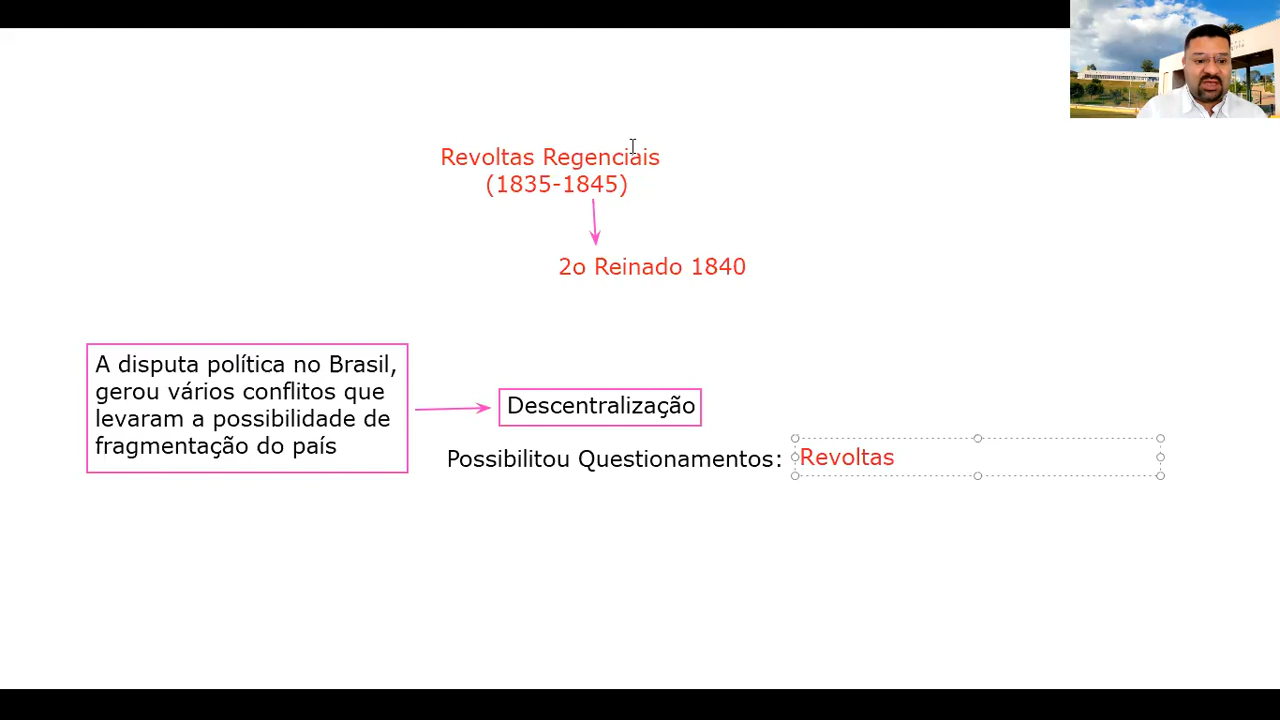 Revoltas Regenciais
(1835-1845)
2o Reinado 1840
A disputa política no Brasil,
gerou vários conflitos que
levaram a possibilidade de
fragmentação do país
Descentralização
Possibilitou Questionamentos: Revoltas